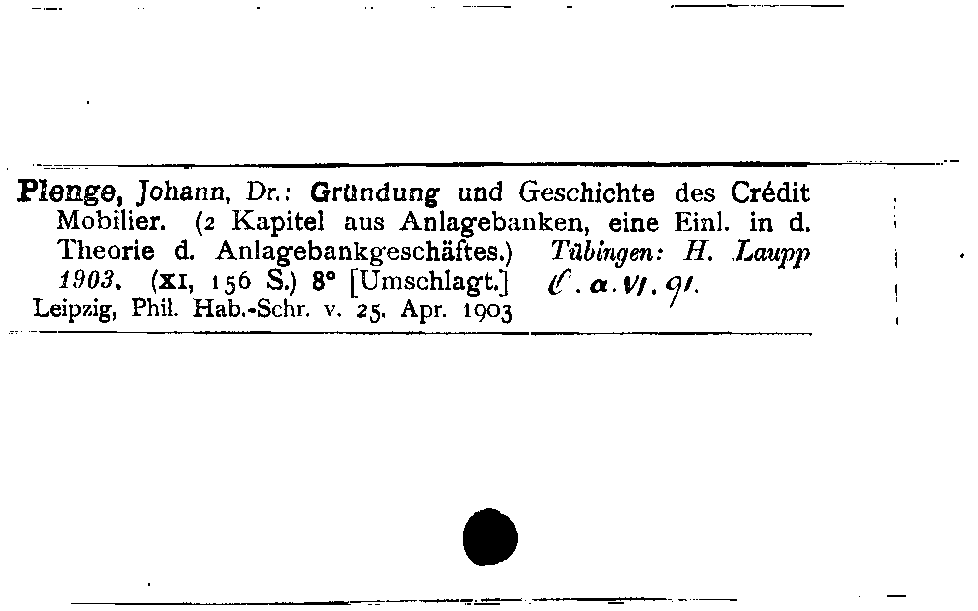 Plenge, Johann, Dr.: Gründung und Geschichte des Crédit
Mobilier. (2 Kapitel aus Anlagebanken, eine Einl. in d.
Theorie d. Anlagebankgeschäftes.) Tübingen: H. Laupp
1903. (XI, 156 S.) 8° [Umschlagt.] C. a. VI. 91.
Leipzig, Phil. Hab.-Schr. v. 25. Apr. 1903